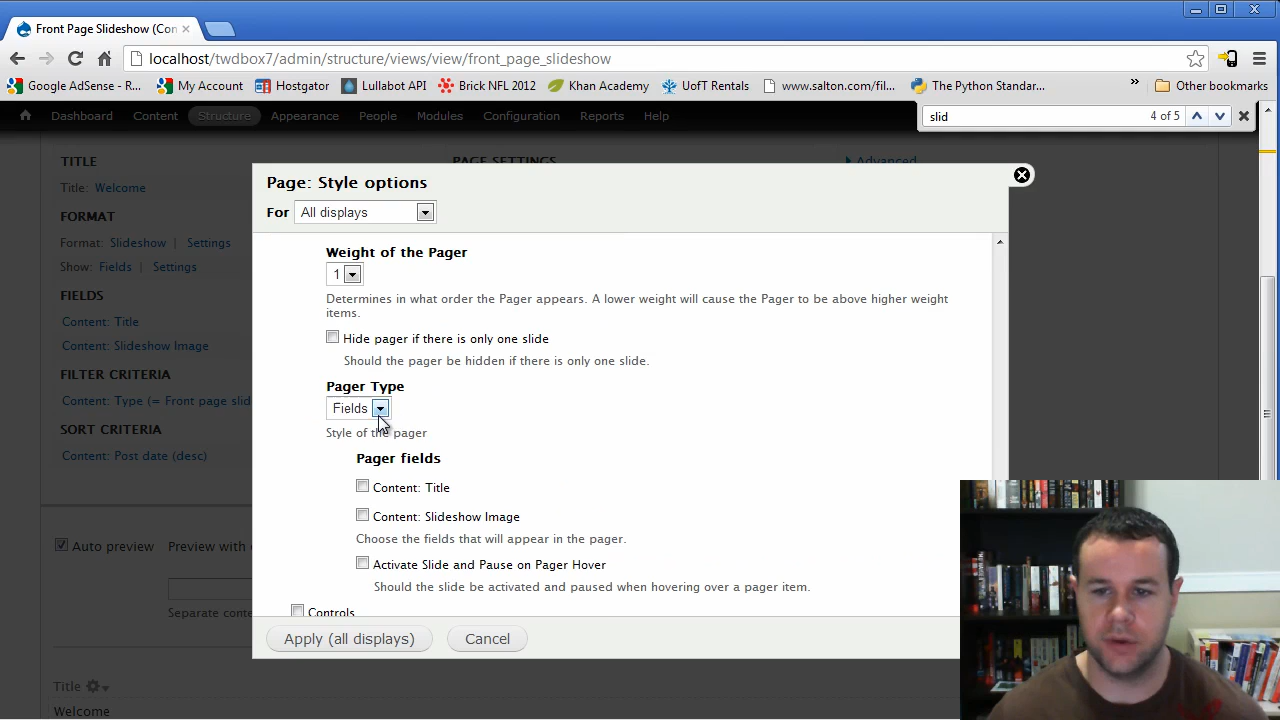 Front Page Slideshow (Con
localhost/twdbox7/admin/structure/views/view/front_page_slideshow
Google AdSense - R... My Account Hostgator Lullabot API Brick NFL 2012 Khan Academy UofT Rentals www.salton.com/fil... The Python Standar... » Other bookmarks
Dashboard Content Structure Appearance People Modules Configuration Reports Help
slid 4 of 5
TITLE PAGE SETTINGS Advanced
Title: Welcome
FORMAT
Format: Slideshow | Settings
Show: Fields | Settings
FIELDS
Content: Title
Content: Slideshow Image
FILTER CRITERIA
Content: Type (= Front page slid
SORT CRITERIA
Content: Post date (desc)
Auto preview Preview with
Separate conte
Title
Welcome
Page: Style options
For All displays
Weight of the Pager
1
Determines in what order the Pager appears. A lower weight will cause the Pager to be above higher weight
items.
Hide pager if there is only one slide
Should the pager be hidden if there is only one slide.
Pager Type
Fields
Style of the pager
Pager fields
Content: Title
Content: Slideshow Image
Choose the fields that will appear in the pager.
Activate Slide and Pause on Pager Hover
Should the slide be activated and paused when hovering over a pager item.
Controls
Apply (all displays) Cancel